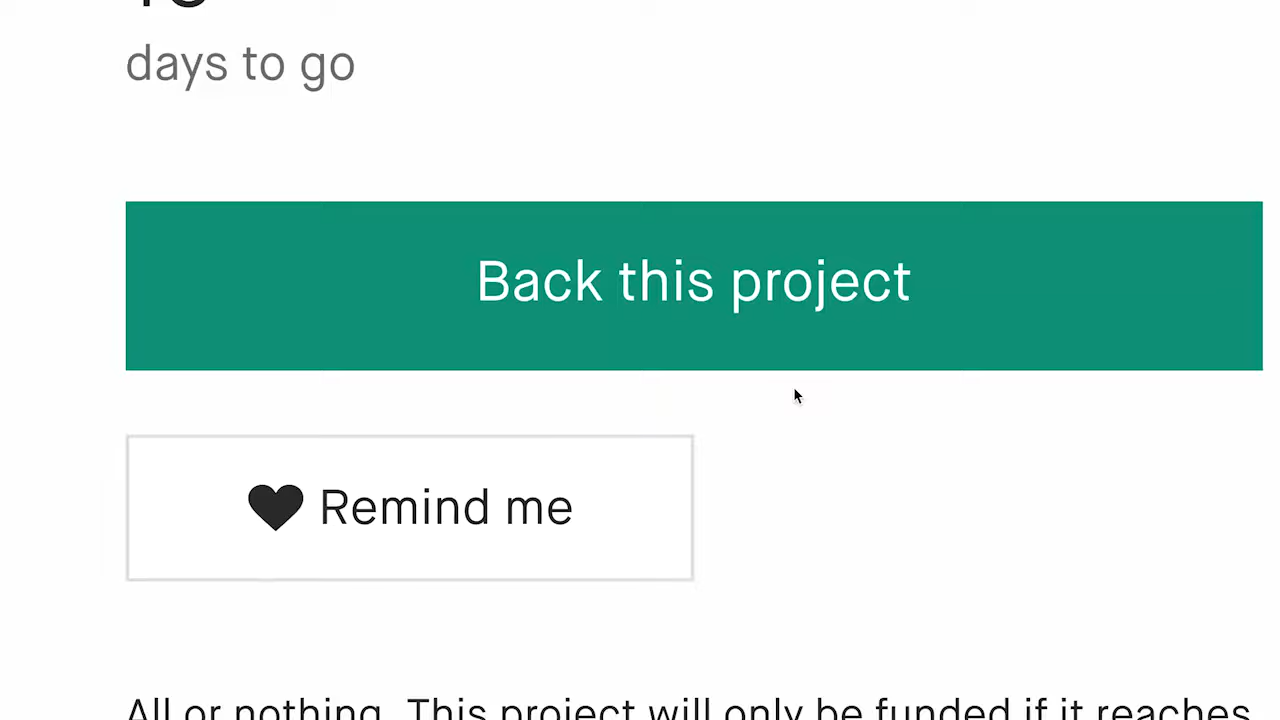 days to go
Back this project
Remind me
All or nothing. This project will only be funded if it reaches